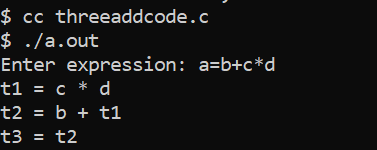 $ cc threeaddcode.c
$ ./a.out
Enter expression: a=b+c*d
t1 = c * d
t2 = b + t1
t3 = t2